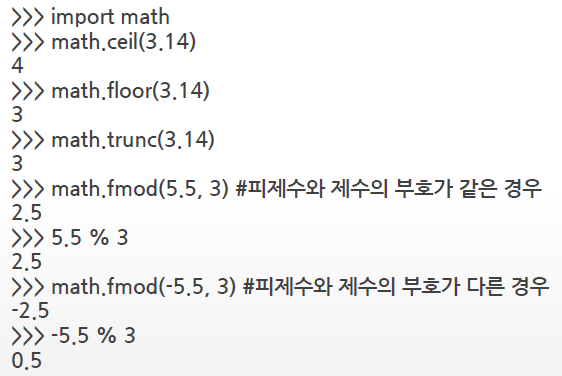 >>> import math
>>> math.ceil(3.14)
4
>>> math.floor(3.14)
3
>>> math.trunc(3.14)
3
>>> math.fmod(5.5, 3) #피제수와 제수의 부호가 같은 경우
2.5
>>> 5.5 % 3
2.5
>>> math.fmod(-5.5, 3) #피제수와 제수의 부호가 다른 경우
-2.5
>>> -5.5 % 3
0.5